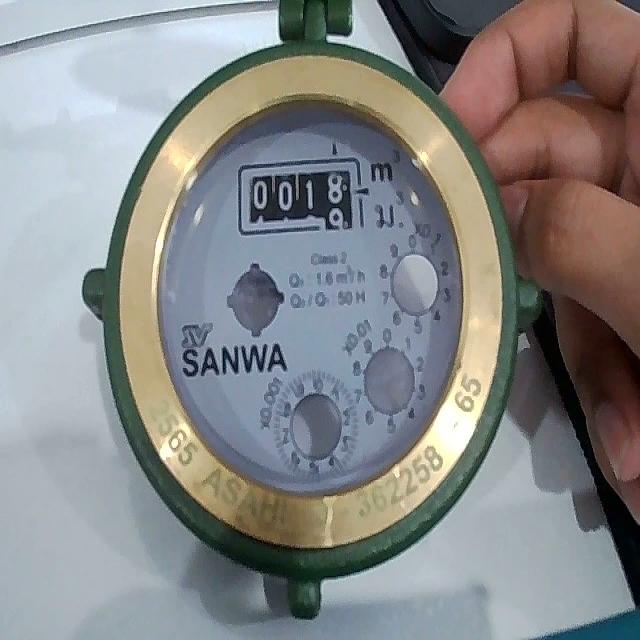 0018
m³
ม.³
Class 2
Q₃ : 1.6 m³/h
Q₃ / Q₁ : 50 H
SANWA
x0.1
x0.01
x0.001
2565 ASAHI - 362258 - 65